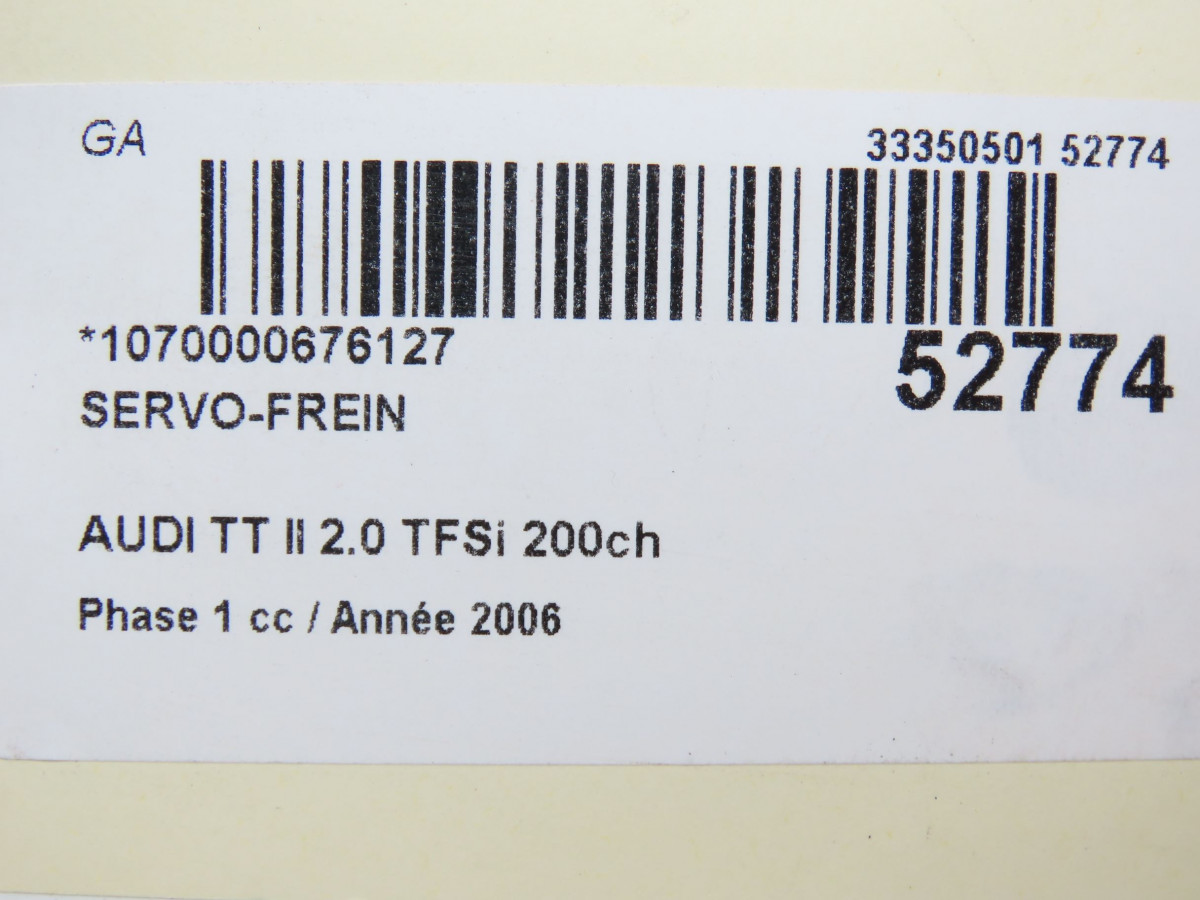 GA
33350501 52774
*1070000676127
52774
SERVO-FREIN
AUDI TT II 2.0 TFSi 200ch
Phase 1 cc / Année 2006